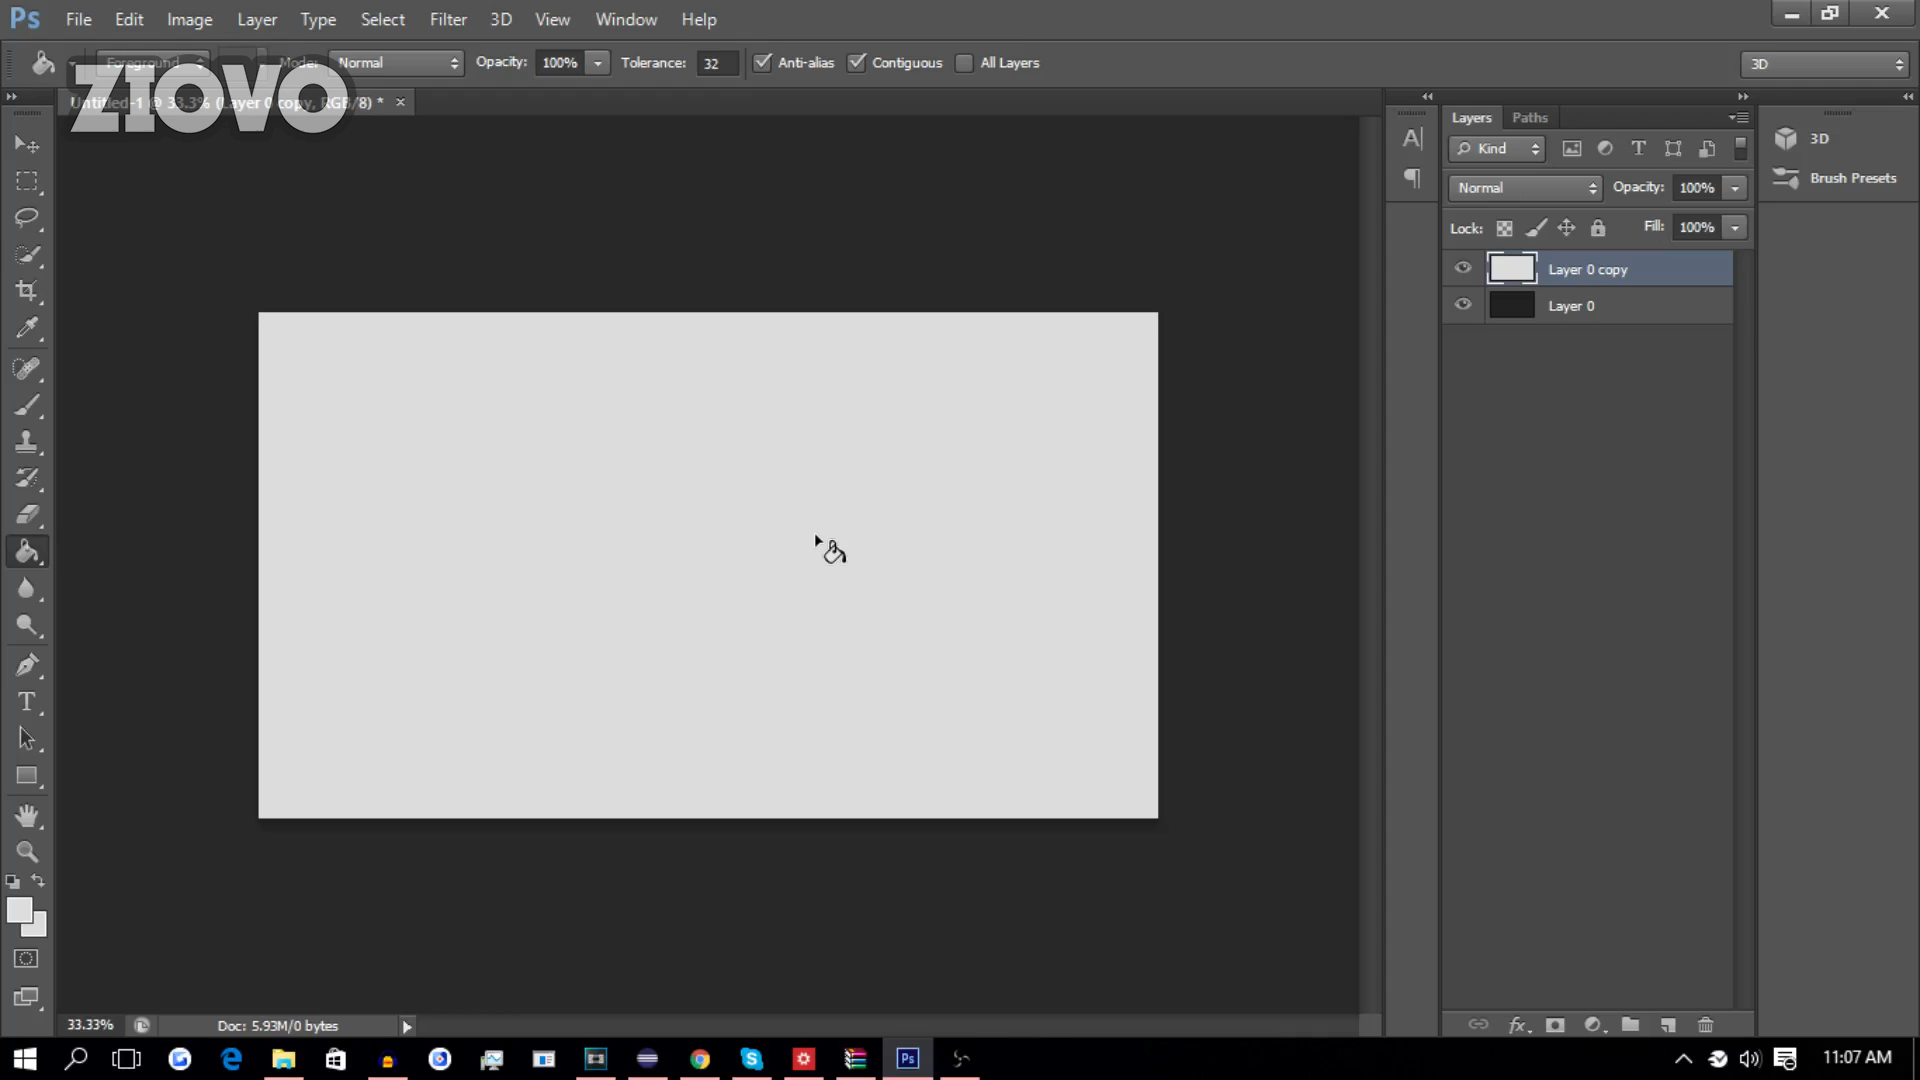 Ps File Edit Image Layer Type Select Filter 3D View Window Help
Foreground Mode: Normal Opacity: 100% Tolerance: 32 Anti-alias Contiguous All Layers 3D
ZIOVO
Untitled-1 @ 33.3% (Layer 0 copy, RGB/8) *
Layers Paths
3D
Kind
Brush Presets
Normal Opacity: 100%
Lock: Fill: 100%
Layer 0 copy
Layer 0
33.33% Doc: 5.93M/0 bytes
Ps 11:07 AM